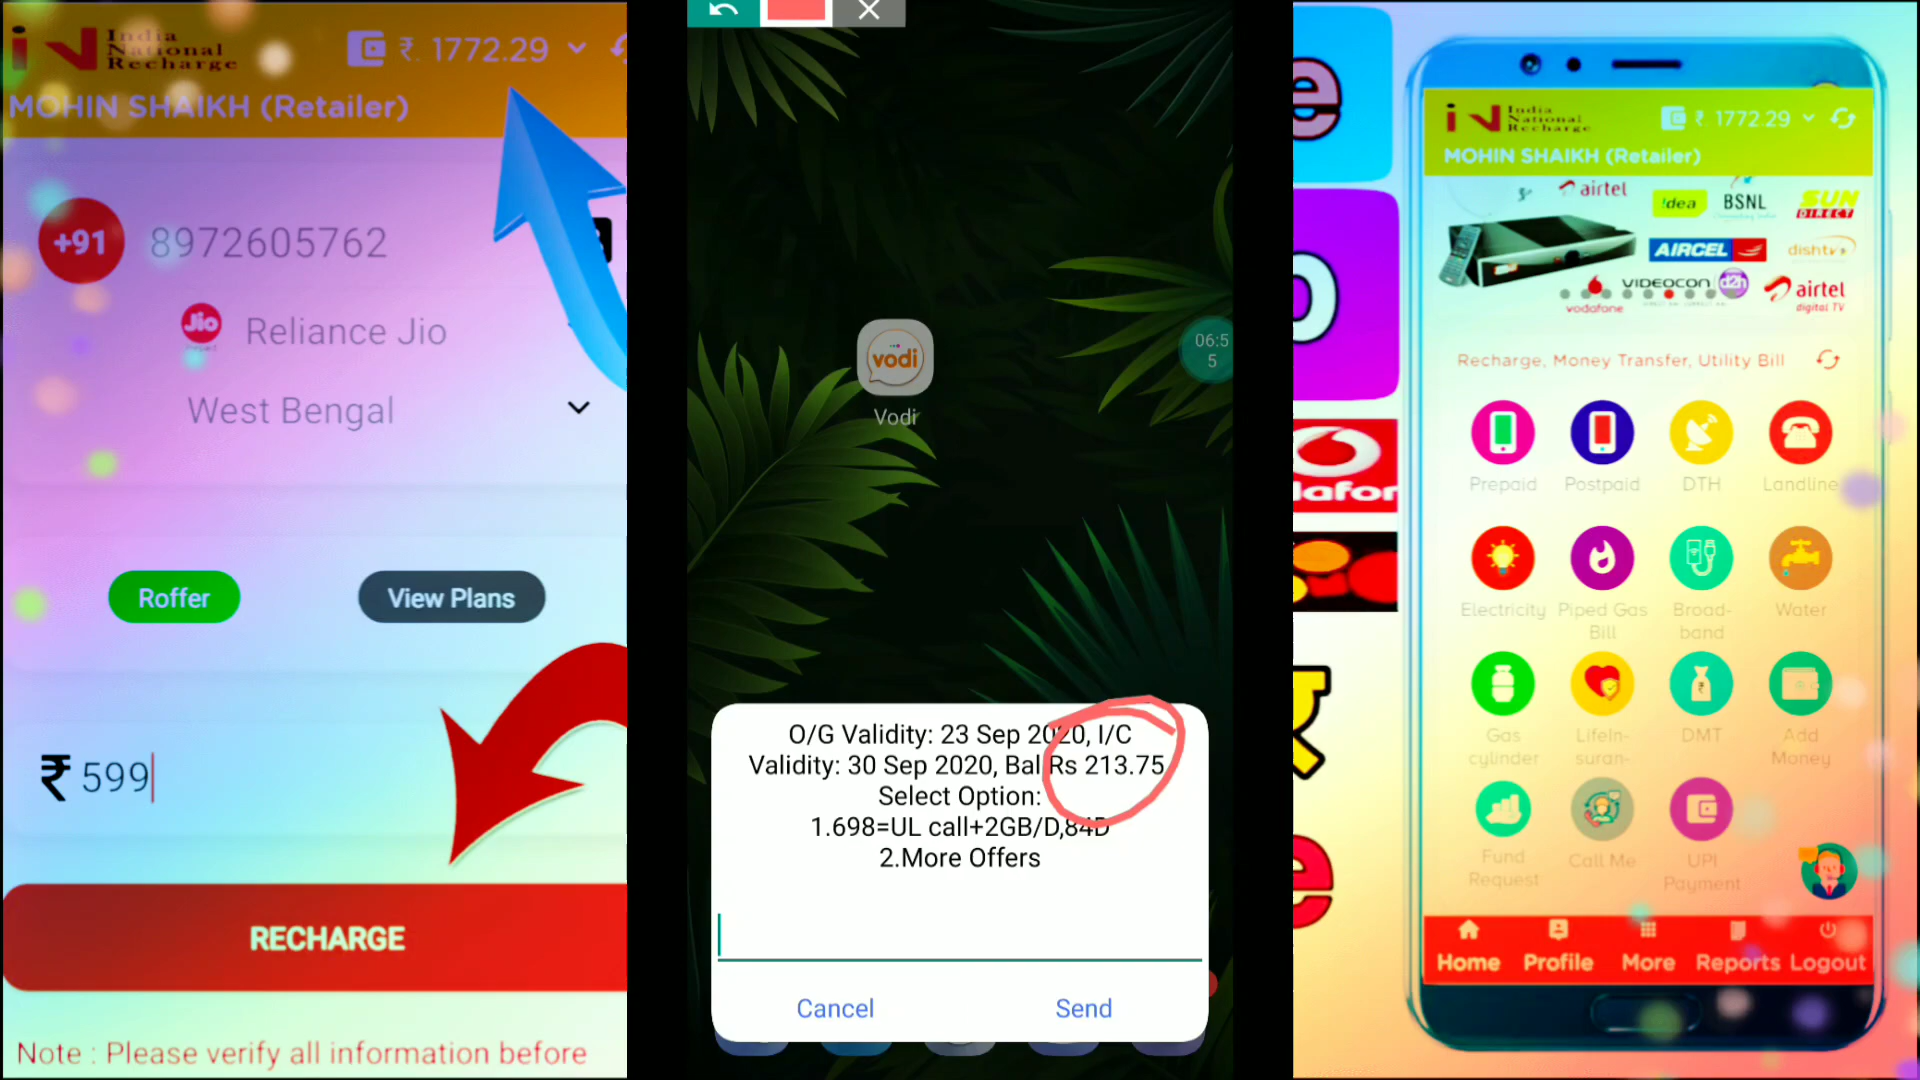 India
National
Recharge
₹. 1772.29
MOHIN SHAIKH (Retailer)
+91
8972605762
Jio
Reliance Jio
West Bengal
Roffer
View Plans
₹ 599
RECHARGE
Note : Please verify all information before
vodi
Vodi
06:5
5
O/G Validity: 23 Sep 2020, I/C
Validity: 30 Sep 2020, Bal Rs 213.75
Select Option:
1.698=UL call+2GB/D,84D
2.More Offers
Cancel
Send
e
lafon
e
India
National
Recharge
₹ 1772.29
MOHIN SHAIKH (Retailer)
airtel
!dea
BSNL
SUN
DIRECT
AIRCEL
dishtv
vodafone
VIDEOCON
d2h
airtel
digital TV
Recharge, Money Transfer, Utility Bill
Prepaid
Postpaid
DTH
Landline
Electricity
Piped Gas
Bill
Broad-
band
Water
Gas
cylinder
LifeIn-
suran-
DMT
Add
Money
Fund
Request
Call Me
UPI
Payment
Home
Profile
More
Reports
Logout